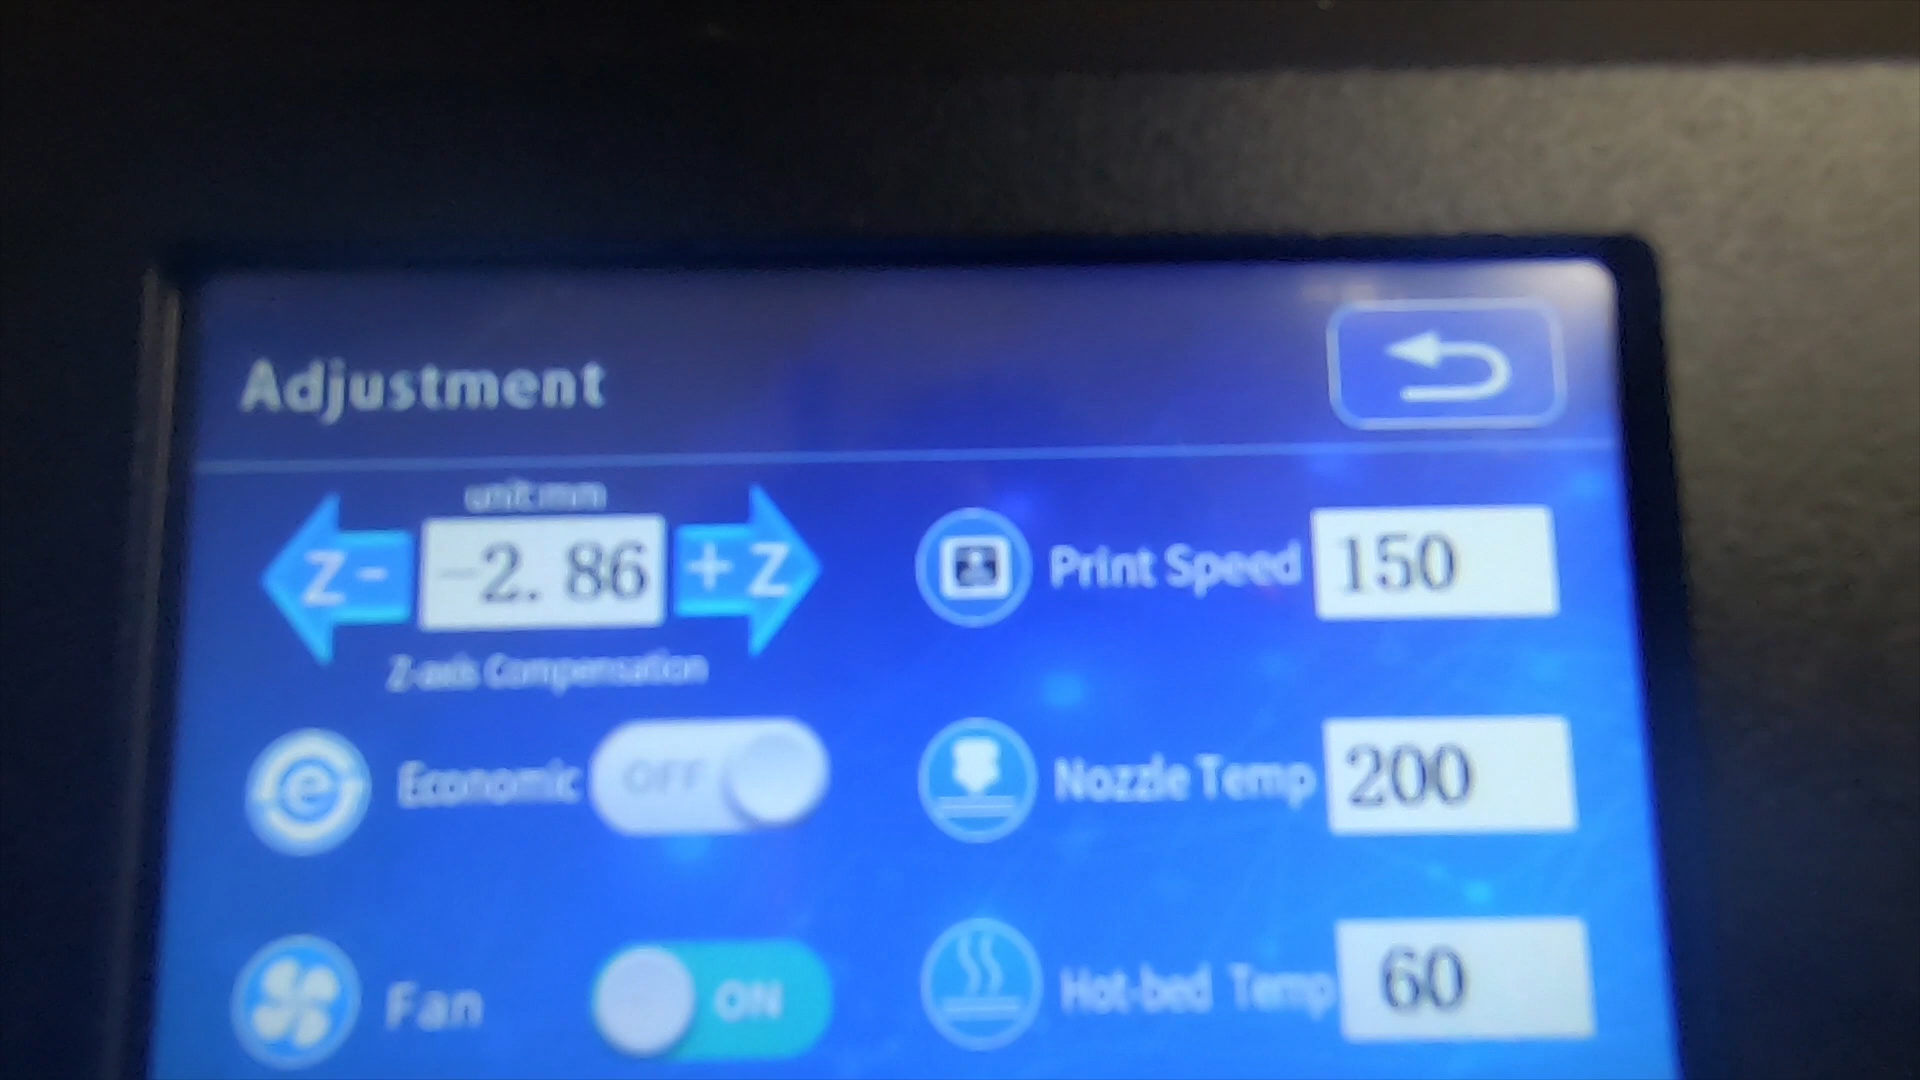 Adjustment
unit:mm
Z - -2. 86 + Z
Z-axis Compensation
Print Speed 150
Economic OFF
Nozzle Temp 200
Fan ON
Hot-bed Temp 60